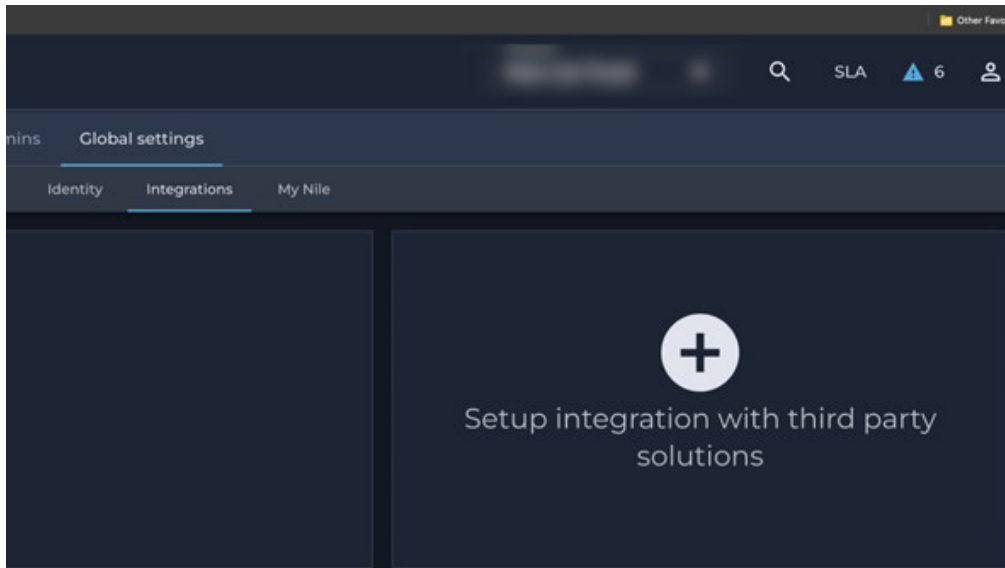 Other Favo
SLA 6
mins Global settings
Identity Integrations My Nile
Setup integration with third party
solutions